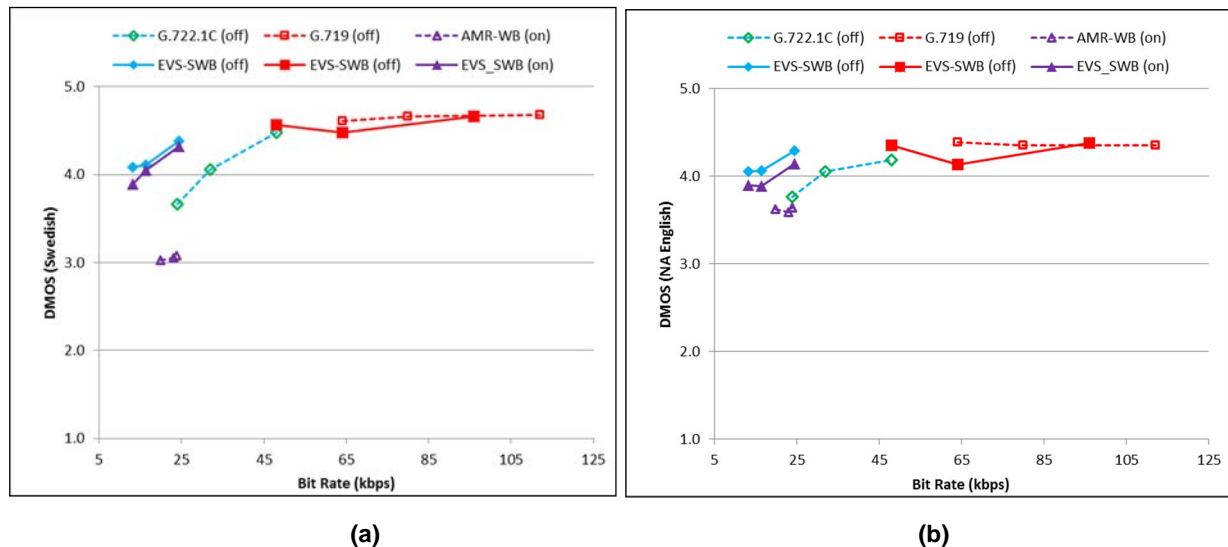 G.722.1C (off) G.719 (off) AMR-WB (on)
EVS-SWB (off) EVS-SWB (off) EVS_SWB (on)
5.0
4.0
3.0
2.0
1.0
DMOS (Swedish)
5 25 45 65 85 105 125
Bit Rate (kbps)
(a)
G.722.1C (off) G.719 (off) AMR-WB (on)
EVS-SWB (off) EVS-SWB (off) EVS_SWB (on)
5.0
4.0
3.0
2.0
1.0
DMOS (NA English)
5 25 45 65 85 105 125
Bit Rate (kbps)
(b)